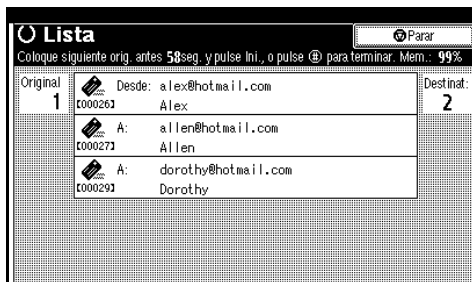 Lista
Parar
Coloque siguiente orig. antes 58seg. y pulse Ini., o pulse # para terminar. Mem.: 99%
Original
1
Desde: alex@hotmail.com
[00026] Alex
A: allen@hotmail.com
[00027] Allen
A: dorothy@hotmail.com
[00029] Dorothy
Destinat:
2